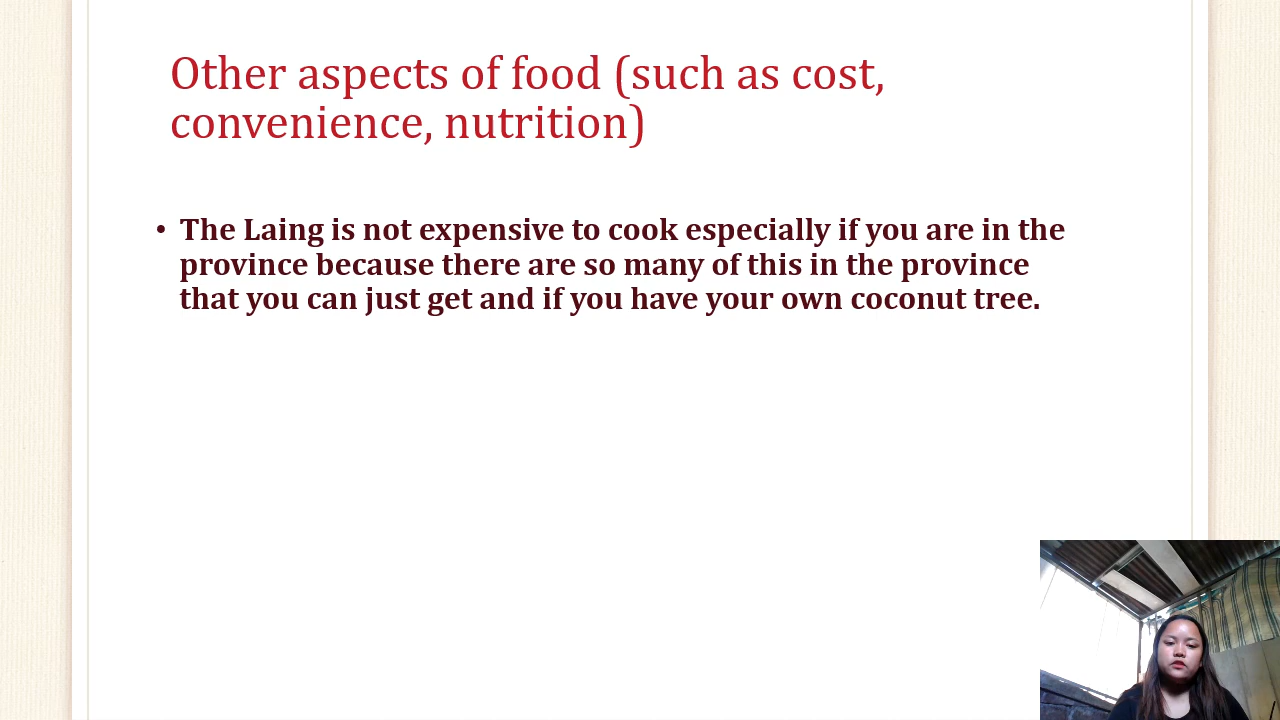 Other aspects of food (such as cost,
convenience, nutrition)
• The Laing is not expensive to cook especially if you are in the
province because there are so many of this in the province
that you can just get and if you have your own coconut tree.